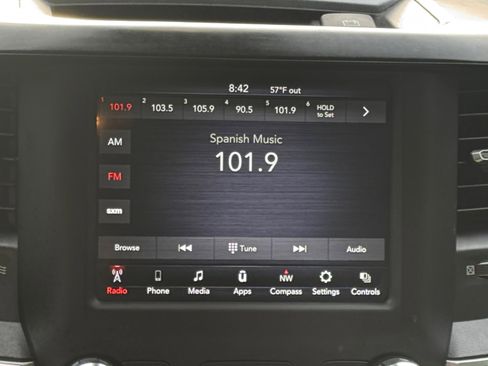 8:42 57°F out
1 101.9 2 103.5 3 105.9 4 90.5 5 101.9 6 HOLD to Set
AM
Spanish Music
101.9
FM
sxm
Browse Tune Audio
NW
Radio Phone Media Apps Compass Settings Controls